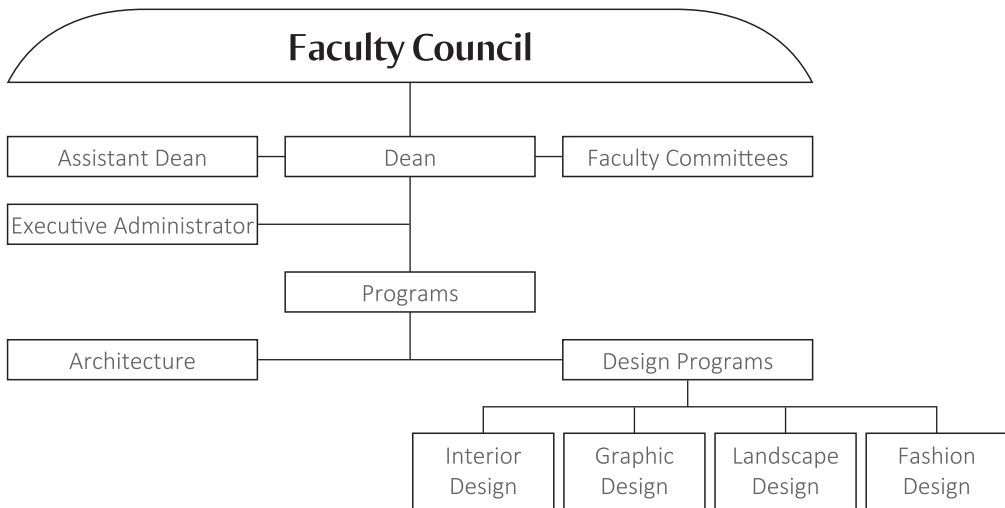 Faculty Council
Assistant Dean
Dean
Faculty Committees
Executive Administrator
Programs
Architecture
Design Programs
Interior
Design
Graphic
Design
Landscape
Design
Fashion
Design